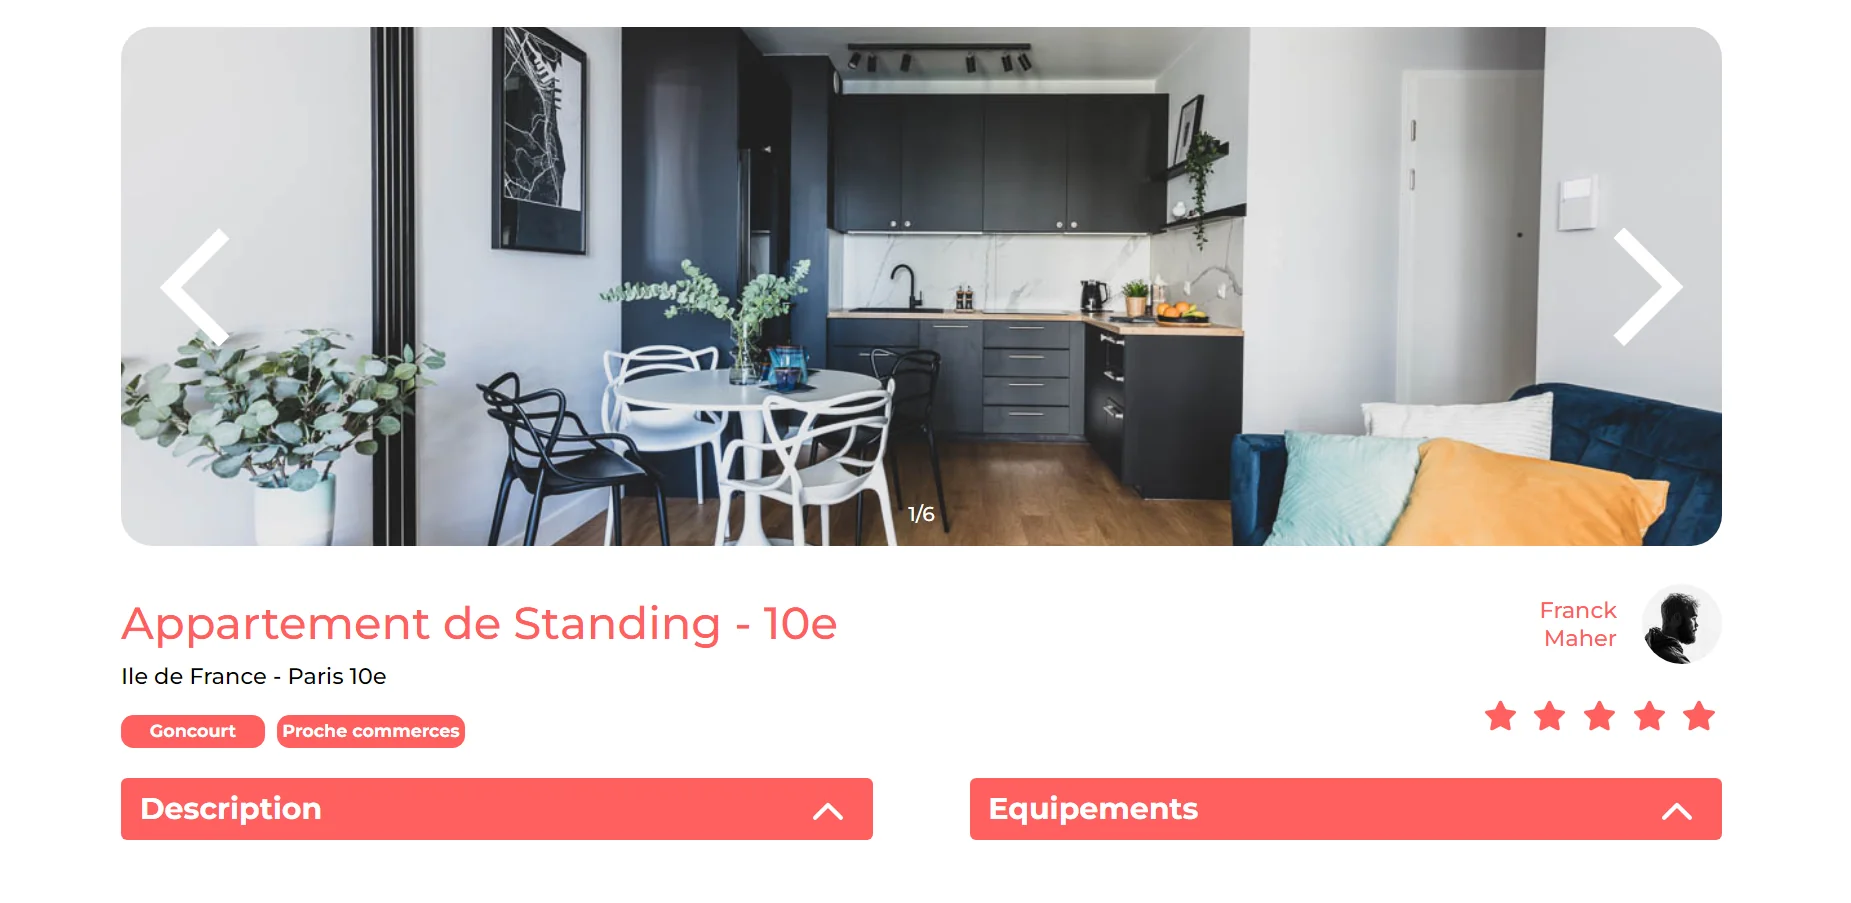 1/6
Appartement de Standing - 10e
Ile de France - Paris 10e
Franck
Maher
Goncourt
Proche commerces
Description
Equipements